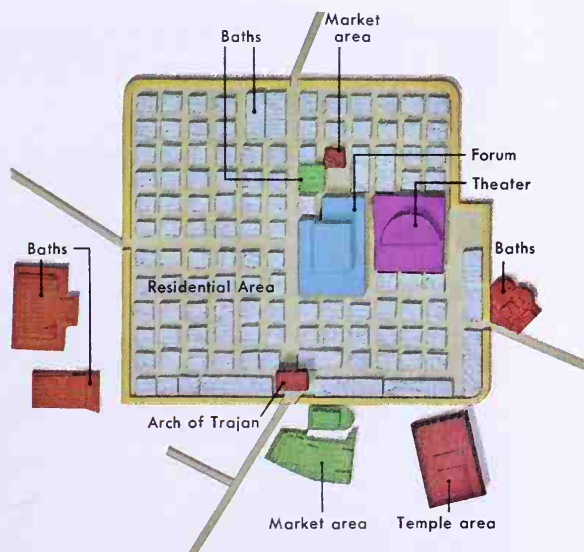 Baths
Market
area
Forum
Theater
Baths
Baths
Residential Area
Arch of Trajan
Market area
Temple area